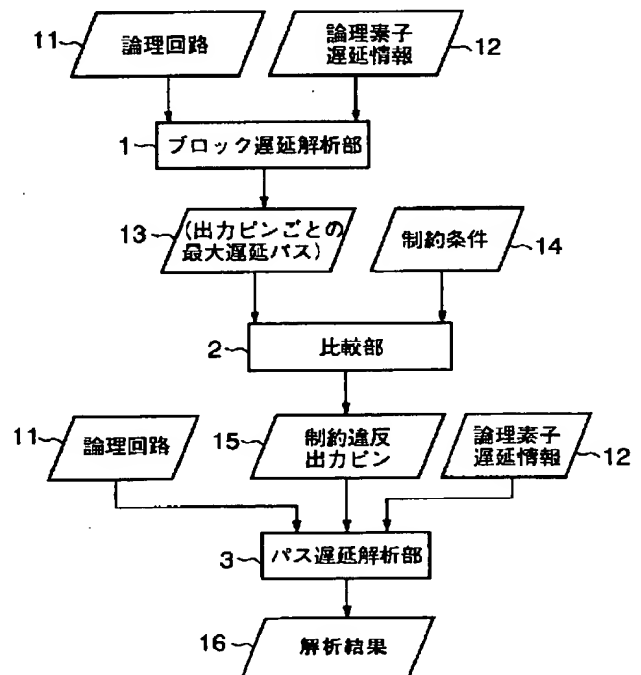 11
論理回路
論理素子
遅延情報
12
1
ブロック遅延解析部
13
(出力ピンごとの
最大遅延パス)
制約条件
14
2
比較部
11
論理回路
15
制約違反
出力ピン
論理素子
遅延情報
12
3
パス遅延解析部
16
解析結果